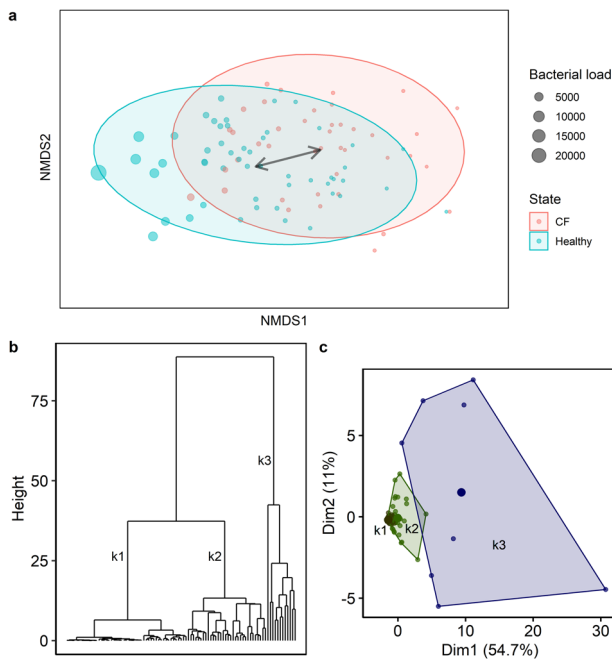 a
NMDS2
NMDS1
Bacterial load
5000
10000
15000
20000
State
CF
Healthy
b
Height
75
50
25
0
k1
k2
k3
c
Dim2 (11%)
5
0
-5
k1
k2
k3
0
10
20
30
Dim1 (54.7%)